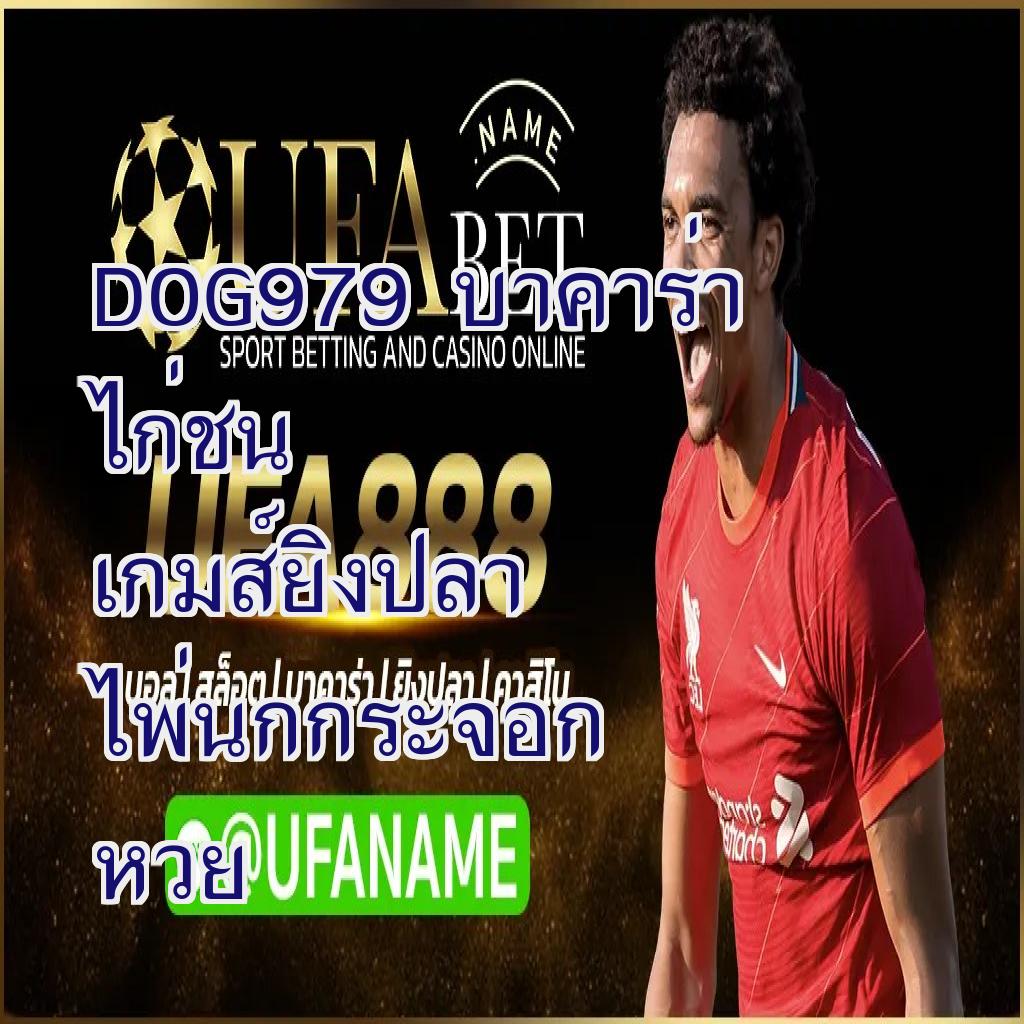 .NAME
UFABET
SPORT BETTING AND CASINO ONLINE
DOG979 บาคาร่า
ไก่ชน
UFA888
เกมส์ยิงปลา
บอล | สล็อต | บาคาร่า | ยิงปลา | คาสิโน
ไพ่นกกระจอก
หวย
@UFANAME